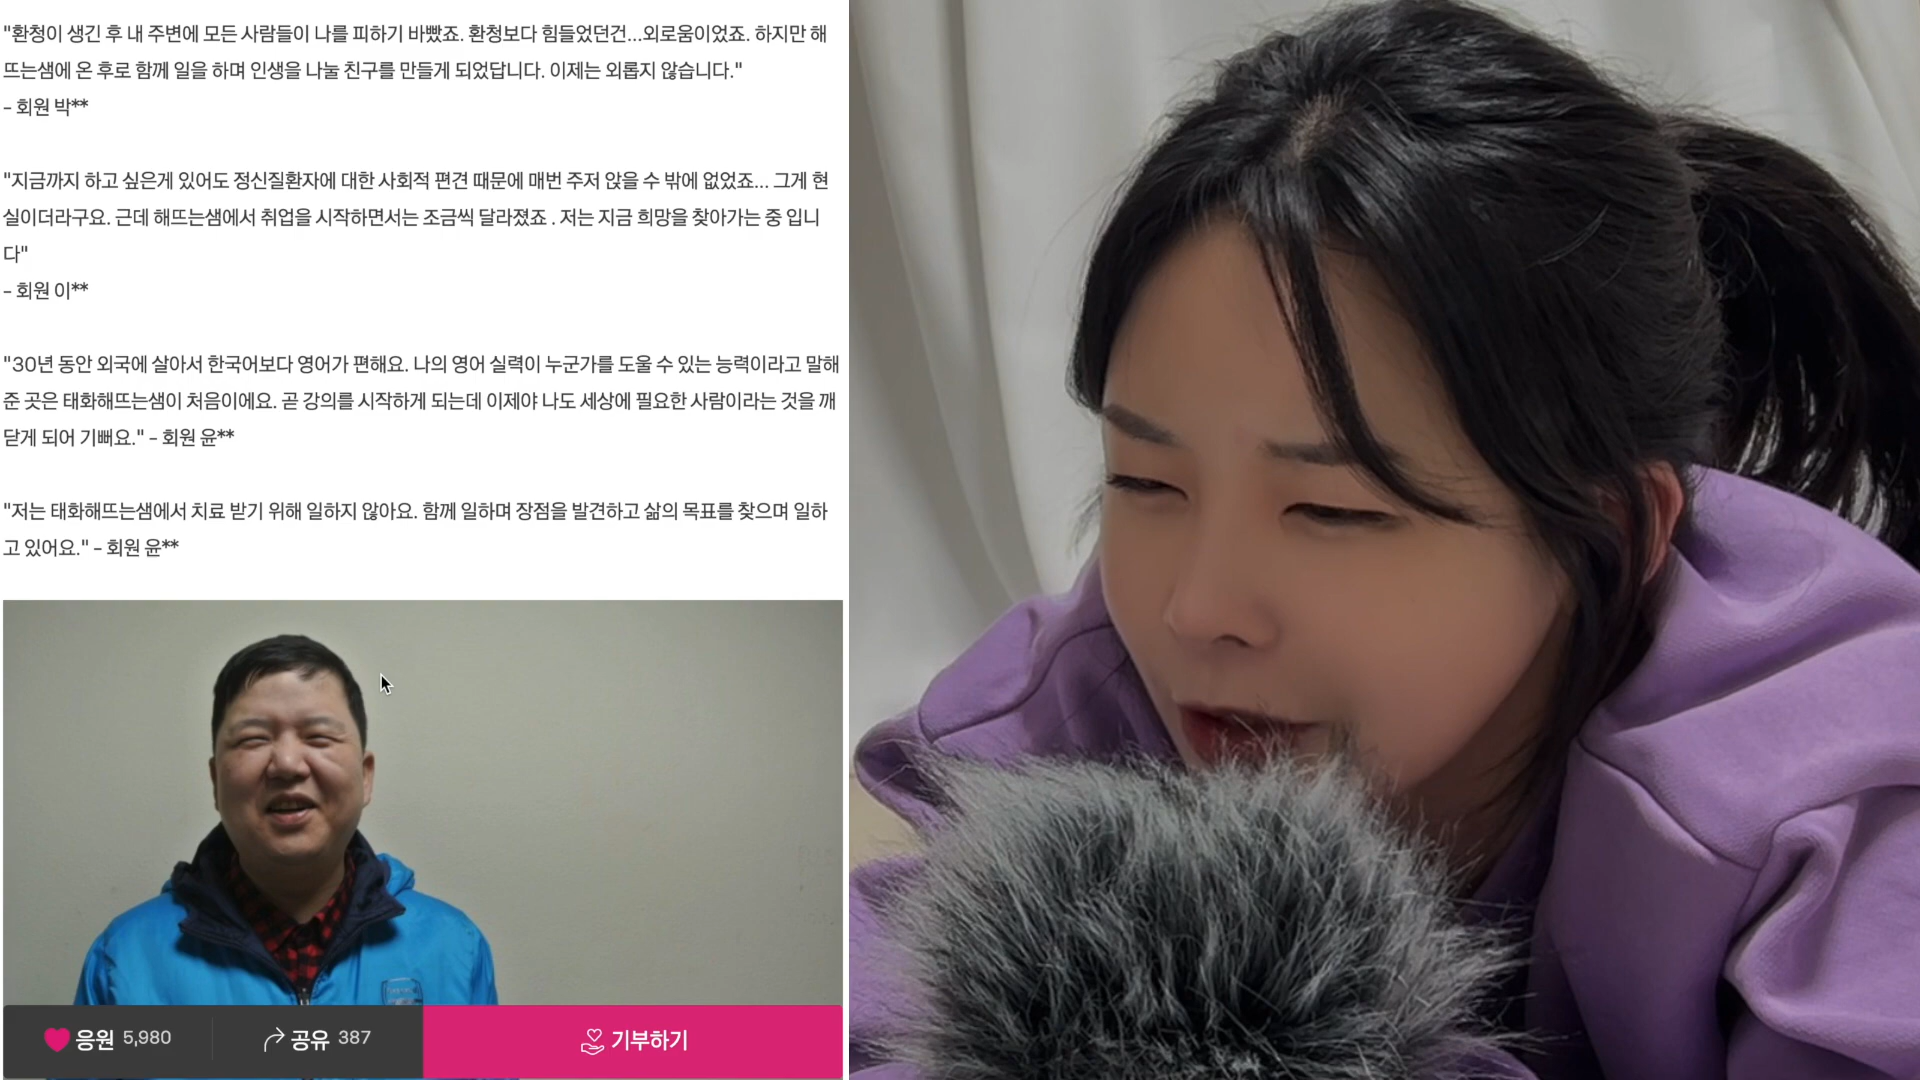 "환청이 생긴 후 내 주변에 모든 사람들이 나를 피하기 바빴죠. 환청보다 힘들었던건...외로움이었죠. 하지만 해
뜨는샘에 온 후로 함께 일을 하며 인생을 나눌 친구를 만들게 되었답니다. 이제는 외롭지 않습니다."
- 회원 박**
"지금까지 하고 싶은게 있어도 정신질환자에 대한 사회적 편견 때문에 매번 주저 앉을 수 밖에 없었죠... 그게 현
실이더라구요. 근데 해뜨는샘에서 취업을 시작하면서는 조금씩 달라졌죠 . 저는 지금 희망을 찾아가는 중 입니
다"
- 회원 이**
"30년 동안 외국에 살아서 한국어보다 영어가 편해요. 나의 영어 실력이 누군가를 도울 수 있는 능력이라고 말해
준 곳은 태화해뜨는샘이 처음이에요. 곧 강의를 시작하게 되는데 이제야 나도 세상에 필요한 사람이라는 것을 깨
닫게 되어 기뻐요." - 회원 윤**
"저는 태화해뜨는샘에서 치료 받기 위해 일하지 않아요. 함께 일하며 장점을 발견하고 삶의 목표를 찾으며 일하
고 있어요." - 회원 윤**
응원 5,980 공유 387 기부하기